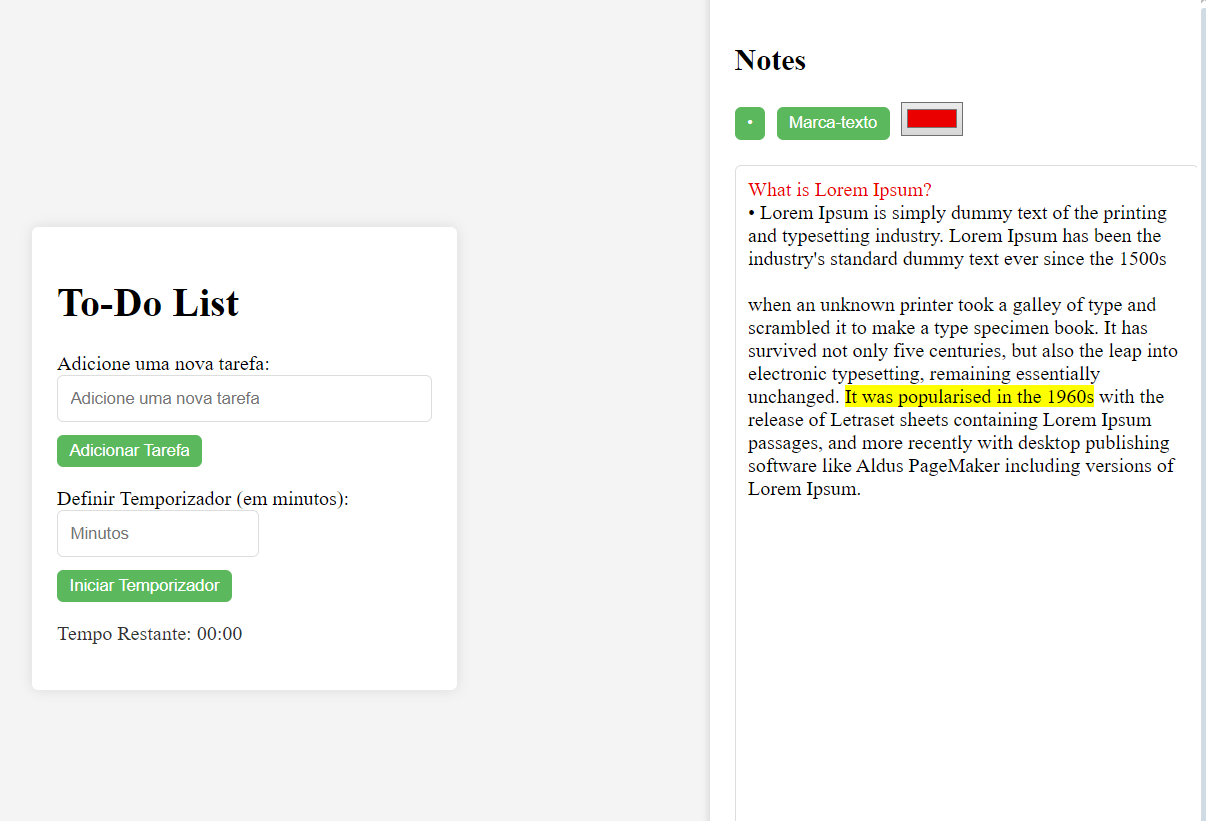 To-Do List
Adicione uma nova tarefa:
Adicione uma nova tarefa
Adicionar Tarefa
Definir Temporizador (em minutos):
Minutos
Iniciar Temporizador
Tempo Restante: 00:00
Notes
• Marca-texto
What is Lorem Ipsum?
• Lorem Ipsum is simply dummy text of the printing
and typesetting industry. Lorem Ipsum has been the
industry's standard dummy text ever since the 1500s
when an unknown printer took a galley of type and
scrambled it to make a type specimen book. It has
survived not only five centuries, but also the leap into
electronic typesetting, remaining essentially
unchanged. It was popularised in the 1960s with the
release of Letraset sheets containing Lorem Ipsum
passages, and more recently with desktop publishing
software like Aldus PageMaker including versions of
Lorem Ipsum.